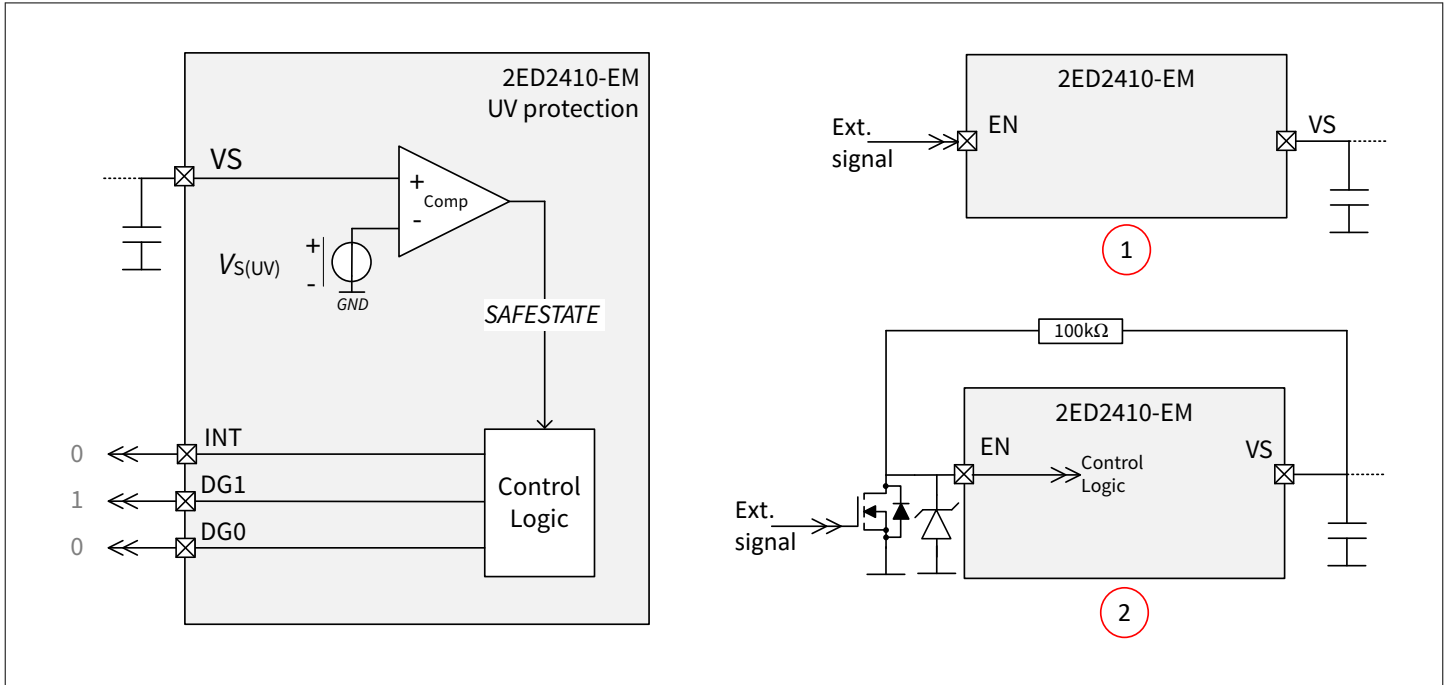 2ED2410-EM
UV protection
VS
+
Comp
-
+
VS(UV)
-
GND
SAFESTATE
INT
0
DG1
1
DG0
0
Control
Logic
2ED2410-EM
Ext.
signal
EN
VS
1
100kΩ
2ED2410-EM
EN
VS
Control
Logic
Ext.
signal
2